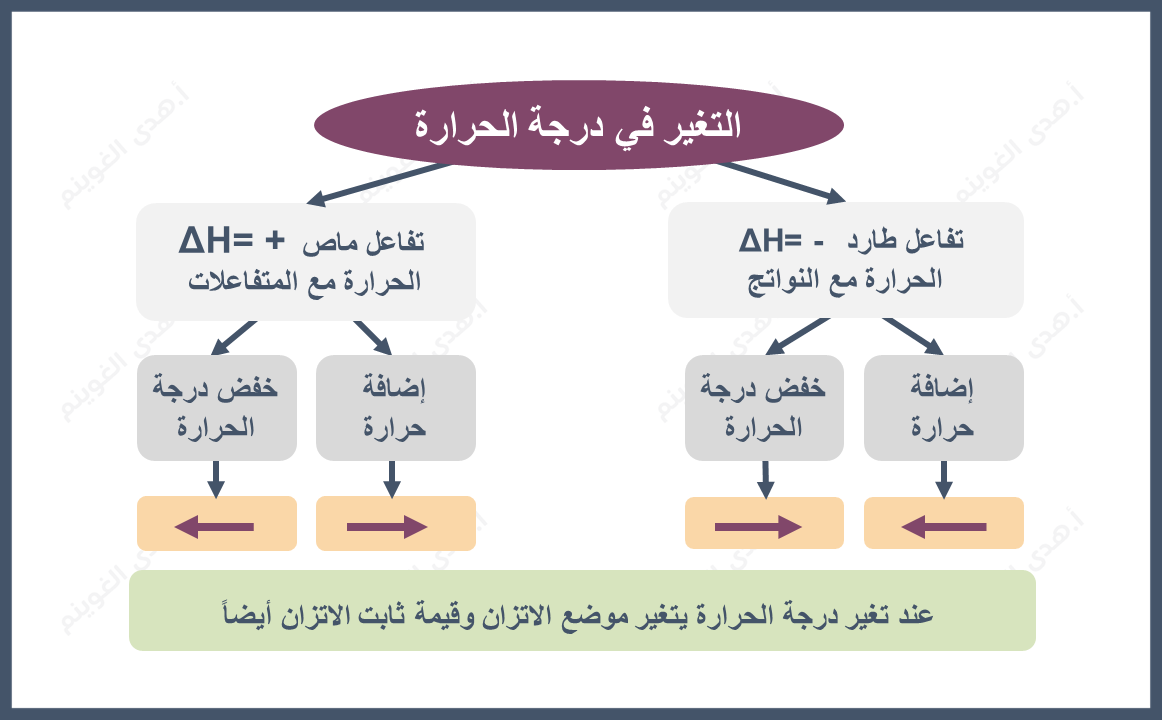 التغير في درجة الحرارة
تفاعل طارد ΔH= -
الحرارة مع النواتج
تفاعل ماص ΔH= +
الحرارة مع المتفاعلات
إضافة
حرارة
خفض درجة
الحرارة
إضافة
حرارة
خفض درجة
الحرارة
عند تغير درجة الحرارة يتغير موضع الاتزان وقيمة ثابت الاتزان أيضاً
أ.هدى الغوينم